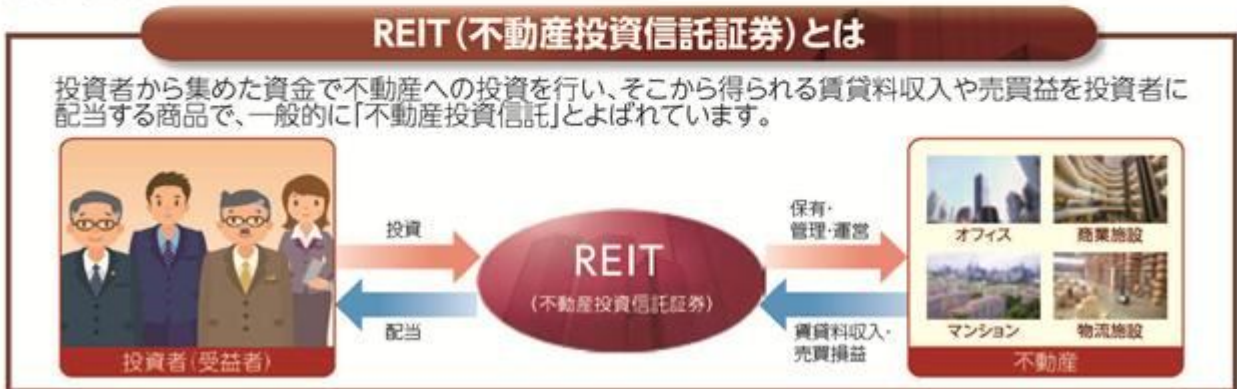 REIT(不動産投資信託証券)とは
投資者から集めた資金で不動産への投資を行い、そこから得られる賃貸料収入や売買益を投資者に
配当する商品で、一般的に「不動産投資信託」とよばれています。
投資
配当
投資者(受益者)
REIT
(不動産投資信託証券)
保有・
管理・運営
賃貸料収入・
売買損益
オフィス
商業施設
マンション
物流施設
不動産